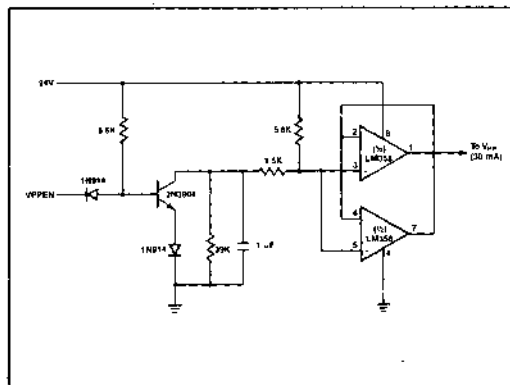 24V
5.6K
5.6K
1.5K
1N914
VPPEN
2N3904
1N914
39K
1 uF
2
3
8
(½)
LM358
1
To VPP
(30 mA)
6
5
(½)
LM358
7
4